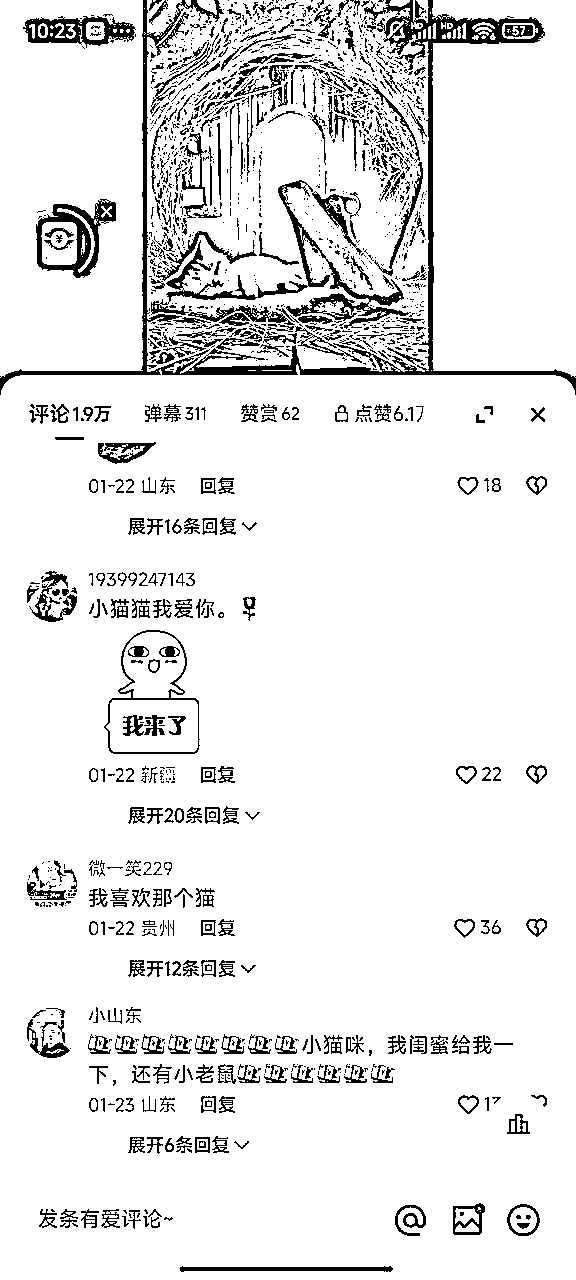 10:23
57
评论1.9万 弹幕311 赞赏62 点赞6.1万
01-22 山东 回复 18
展开16条回复
19399247143
小猫猫我爱你。
我来了
01-22 新疆 回复 22
展开20条回复
微一笑229
我喜欢那个猫
01-22 贵州 回复 36
展开12条回复
小山东
小猫咪，我闺蜜给我一
下，还有小老鼠
01-23 山东 回复
展开6条回复
发条有爱评论~